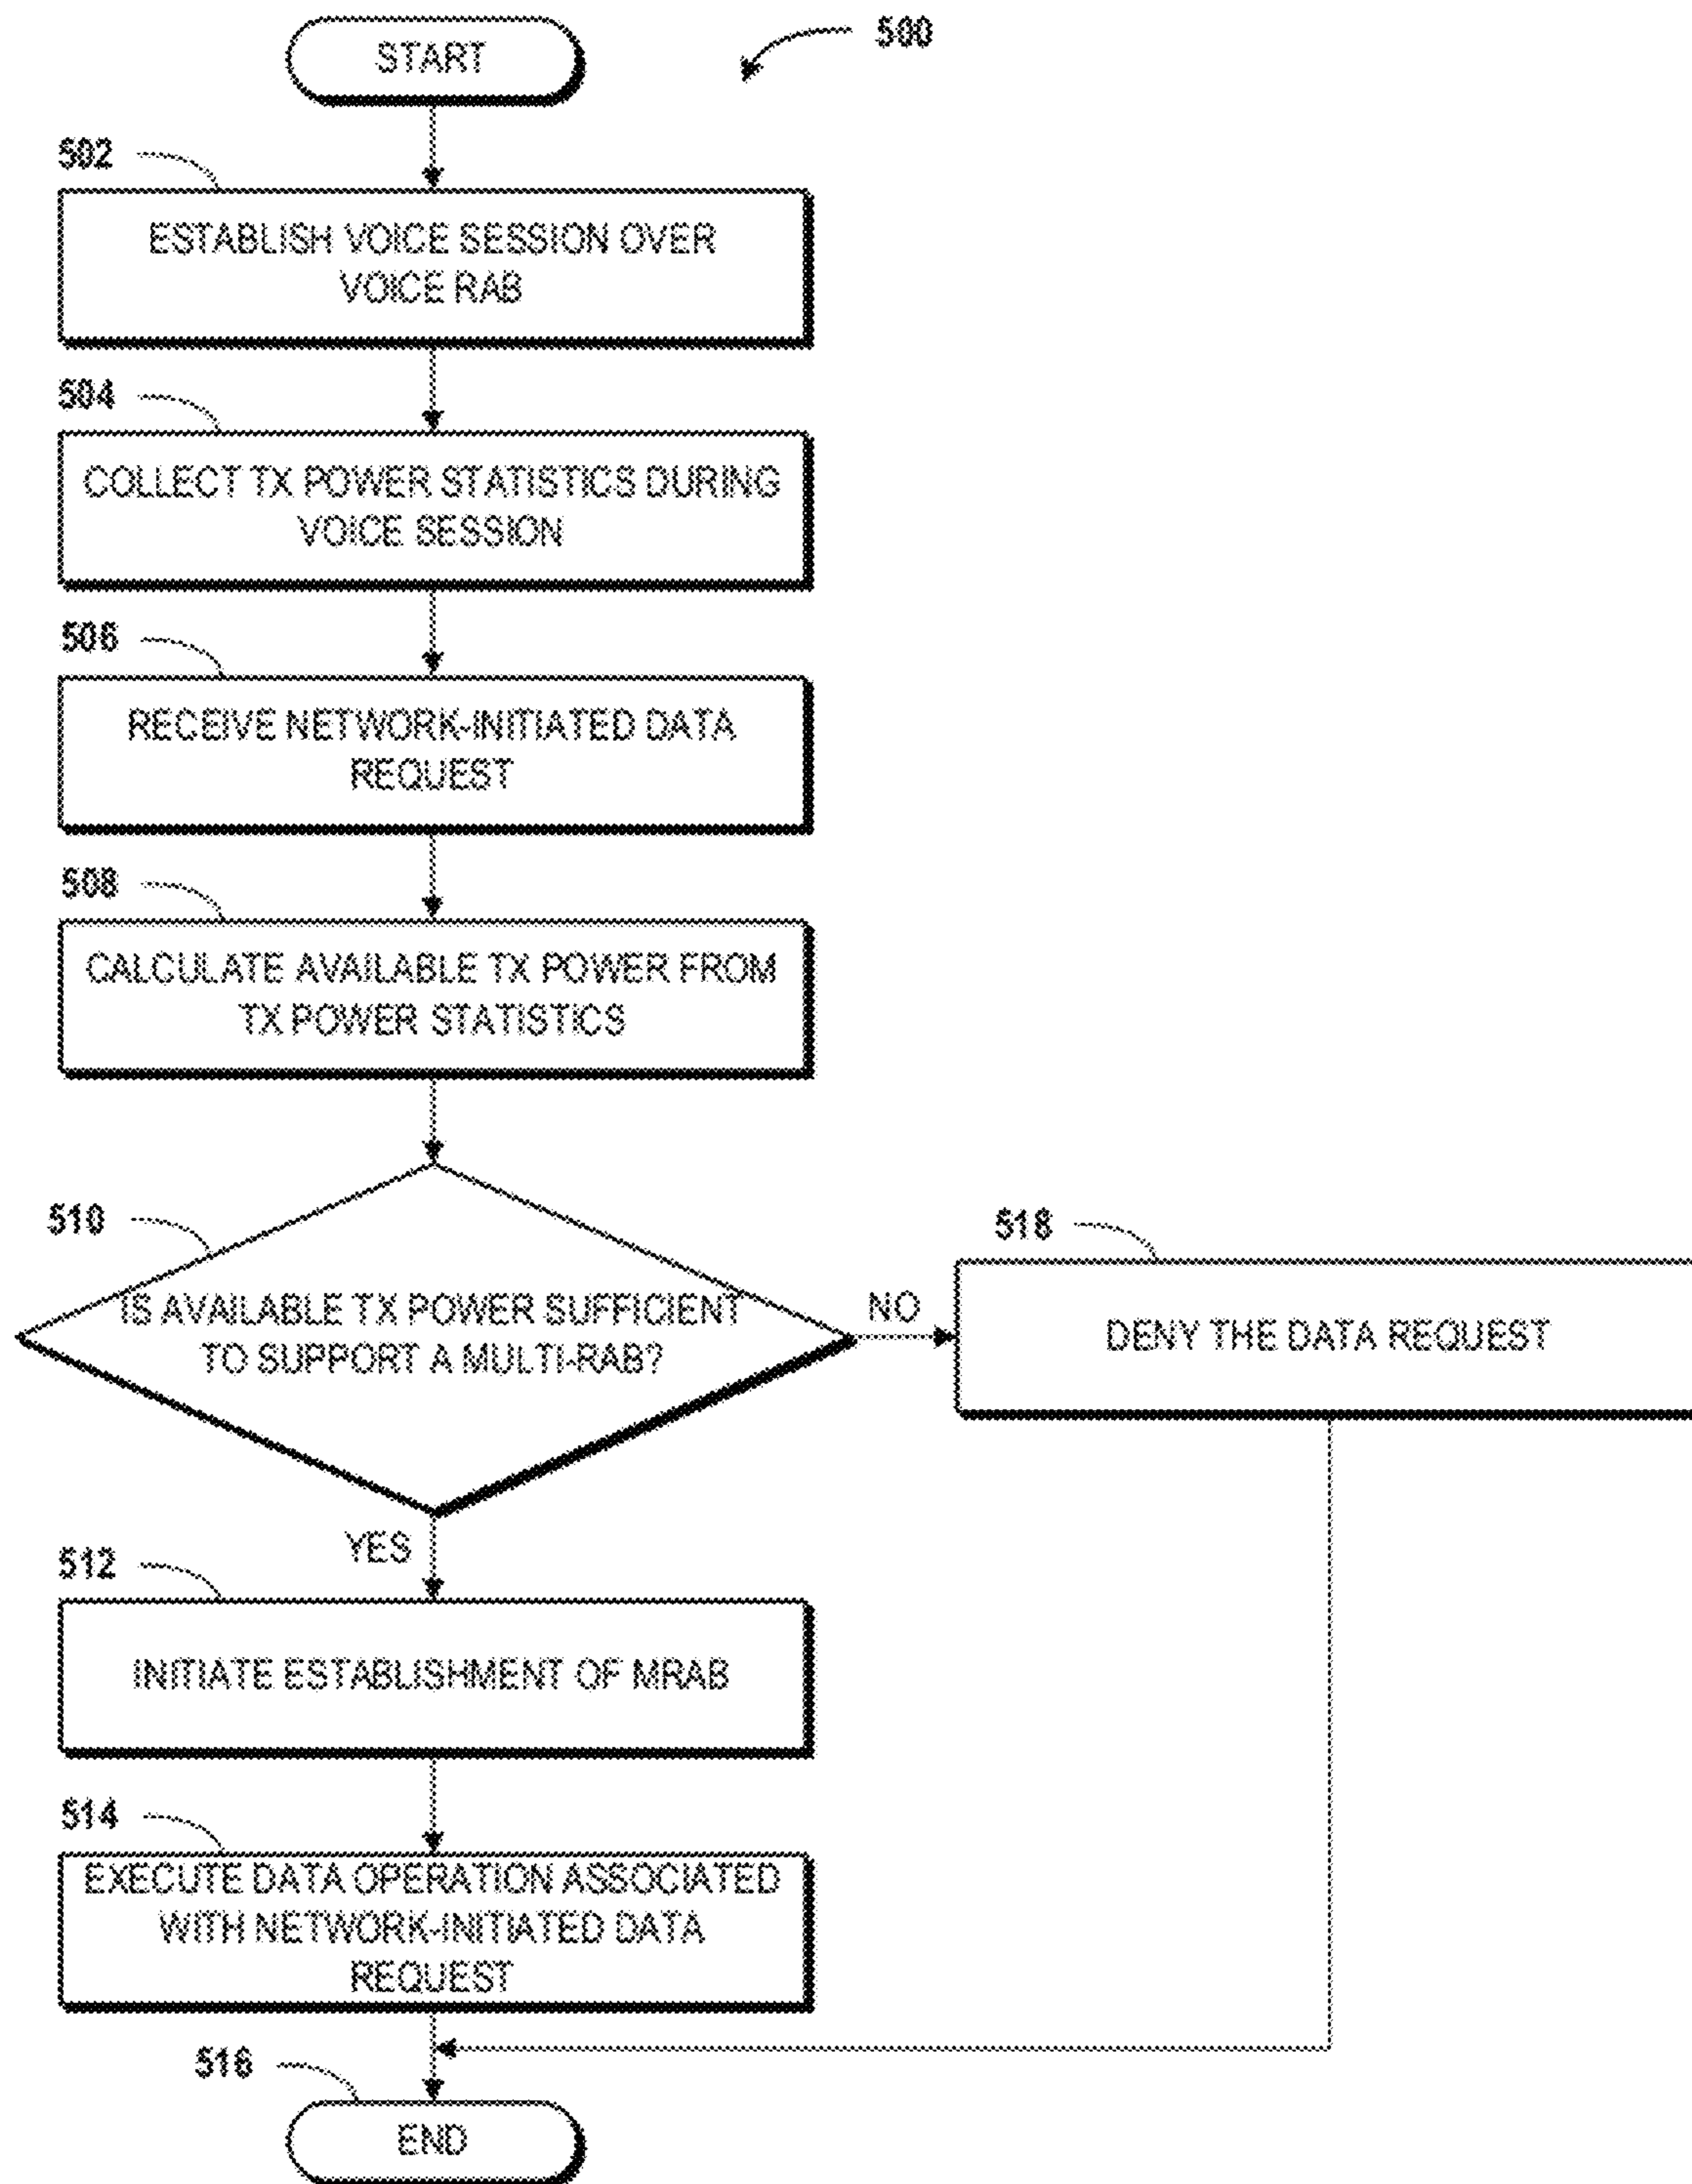 START
500
502
ESTABLISH VOICE SESSION OVER
VOICE RAB
504
COLLECT TX POWER STATISTICS DURING
VOICE SESSION
506
RECEIVE NETWORK-INITIATED DATA
REQUEST
508
CALCULATE AVAILABLE TX POWER FROM
TX POWER STATISTICS
510
IS AVAILABLE TX POWER SUFFICIENT
TO SUPPORT A MULTI-RAB?
NO
518
DENY THE DATA REQUEST
YES
512
INITIATE ESTABLISHMENT OF MRAB
514
EXECUTE DATA OPERATION ASSOCIATED
WITH NETWORK-INITIATED DATA
REQUEST
516
END